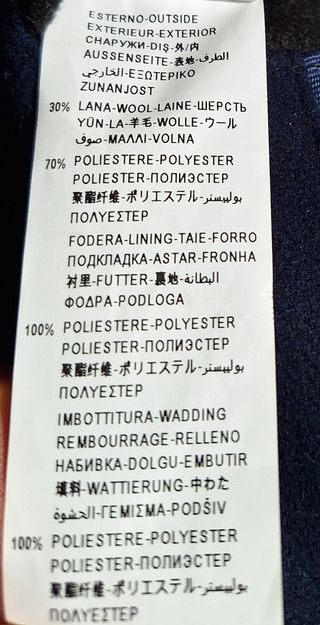 ESTERNO-OUTSIDE
EXTERIEUR-EXTERIOR
СНАРУЖИ-DIŞ-外/内
AUSSENSEITE-表地-الطرف
الخارجي-ΕΞΩΤΕΡΙΚΟ
ZUNANJOST
30% LANA-WOOL-LAINE-ШЕРСТЬ
YÜN-LA-羊毛-WOLLE-ウール
صوف-ΜΑΛΛΙ-VOLNA
70% POLIESTERE-POLYESTER
POLIESTER-ПОЛИЭСТЕР
聚酯纤维-ポリエステル-بوليستر
ΠΟΛΥΕΣΤΕΡ
FODERA-LINING-TAIE-FORRO
ПОДКЛАДКА-ASTAR-FRONHA
衬里-FUTTER-裏地-البطانة
ΦΟΔΡΑ-PODLOGA
100% POLIESTERE-POLYESTER
POLIESTER-ПОЛИЭСТЕР
聚酯纤维-ポリエステル-بوليستر
ΠΟΛΥΕΣΤΕΡ
IMBOTTITURA-WADDING
REMBOURRAGE-RELLENO
НАБИВКА-DOLGU-EMBUTIR
填料-WATTIERUNG-中わた
الحشوة-ΓΕΜΙΣΜΑ-PODŠIV
100% POLIESTERE-POLYESTER
POLIESTER-ПОЛИЭСТЕР
聚酯纤维-ポリエステル-بوليستر
ΠΟΛΥΕΣΤΕΡ